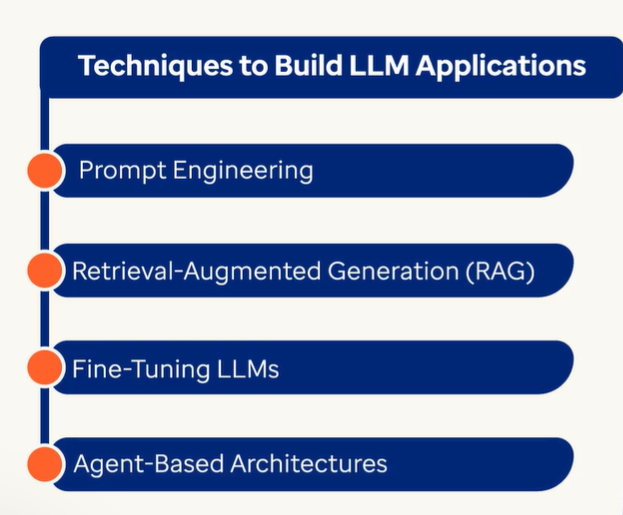 Techniques to Build LLM Applications
Prompt Engineering
Retrieval-Augmented Generation (RAG)
Fine-Tuning LLMs
Agent-Based Architectures